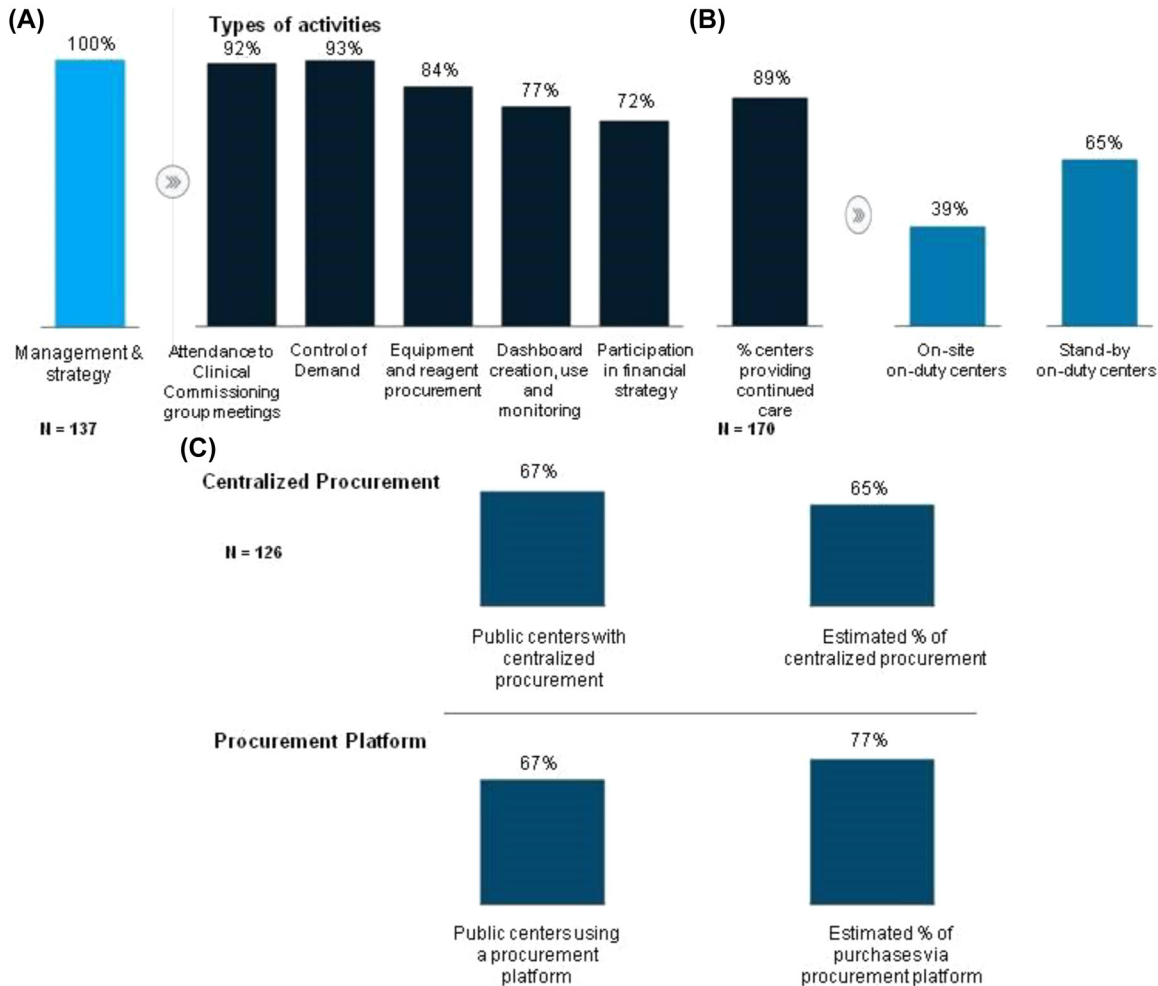 (A)
Types of activities
(B)
100%
92%
93%
84%
77%
72%
89%
39%
65%
Management &
strategy
N = 137
Attendance to
Clinical
Commissioning
group meetings
Control of
Demand
Equipment
and reagent
procurement
Dashboard
creation, use
and
monitoring
Participation
in financial
strategy
% centers
providing
continued
care
N = 170
On-site
on-duty centers
Stand-by
on-duty centers
(C)
Centralized Procurement
N = 126
67%
65%
Public centers with
centralized
procurement
Estimated % of
centralized procurement
Procurement Platform
67%
77%
Public centers using
a procurement
platform
Estimated % of
purchases via
procurement platform